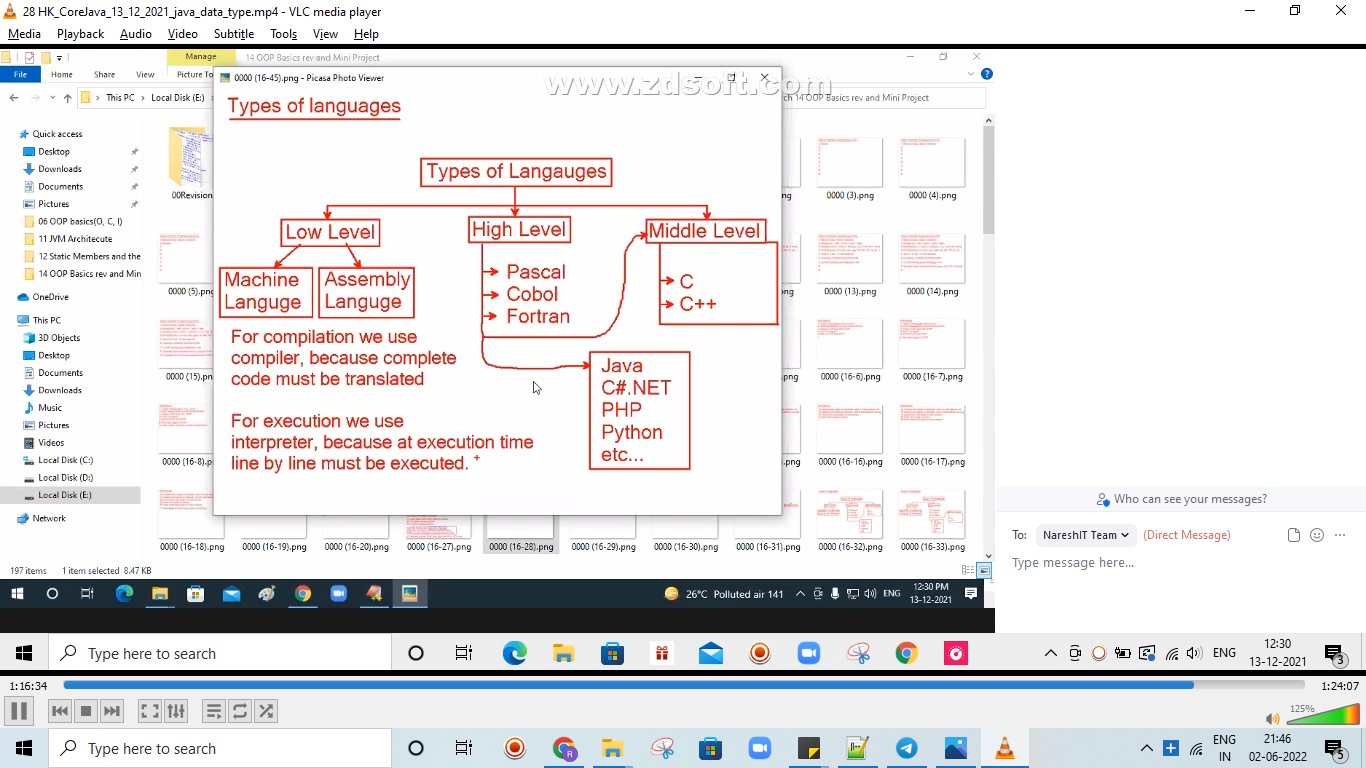 28 HK_CoreJava_13_12_2021_java_data_type.mp4 - VLC media player
Media Playback Audio Video Subtitle Tools View Help
Manage 14 OOP Basics rev and Mini Project
File Home Share View Picture To
0000 (16-45).png - Picasa Photo Viewer
www.zdsoft.com
This PC Local Disk (E:)
14 OOP Basics rev and Mini Project
Quick access
Desktop
Downloads
Documents
Pictures
06 OOP basics(O, C, I)
11 JVM Architecute
12 Static Members and the
14 OOP Basics rev and Min
OneDrive
This PC
3D Objects
Desktop
Documents
Downloads
Music
Pictures
Videos
Local Disk (C:)
Local Disk (D:)
Local Disk (E:)
Network
Types of languages
Types of Langauges
Low Level High Level Middle Level
Machine Languge
Assembly Languge
Pascal
Cobol
Fortran
C
C++
For compilation we use
compiler, because complete
code must be translated
For execution we use
interpreter, because at execution time
line by line must be executed. +
Java
C#.NET
PHP
Python
etc...
00Revision
0000 (3).png 0000 (4).png
0000 (5).png 0000 (13).png 0000 (14).png
0000 (15).png 0000 (16-6).png 0000 (16-7).png
0000 (16-8).png 0000 (16-16).png 0000 (16-17).png
0000 (16-18).png 0000 (16-19).png 0000 (16-20).png 0000 (16-27).png 0000 (16-28).png 0000 (16-29).png 0000 (16-30).png 0000 (16-31).png 0000 (16-32).png 0000 (16-33).png
197 items 1 item selected 8.47 KB
26°C Polluted air 141 ENG 12:30 PM
13-12-2021
Who can see your messages?
To: NareshIT Team (Direct Message)
Type message here...
Type here to search ENG 12:30
13-12-2021 3
1:16:34 1:24:07
125%
Type here to search ENG IN 21:46
02-06-2022 5